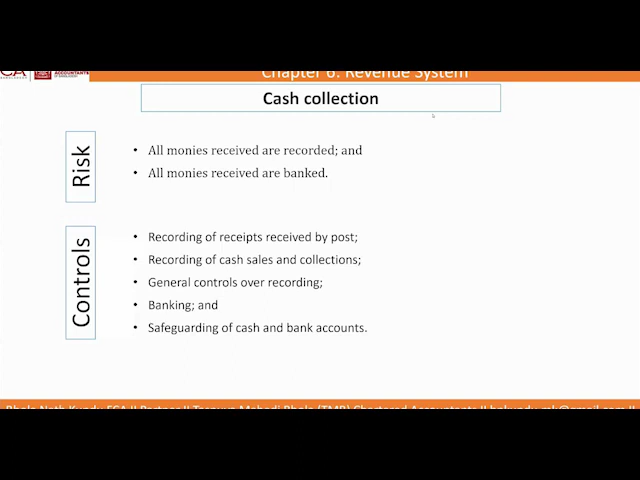 CA
ACCOUNTANTS
Chapter 6: Revenue System
Cash collection
Risk
• All monies received are recorded; and
• All monies received are banked.
Controls
• Recording of receipts received by post;
• Recording of cash sales and collections;
• General controls over recording;
• Banking; and
• Safeguarding of cash and bank accounts.